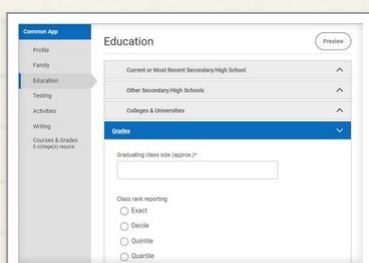 Common App
Profile
Family
Education
Testing
Activities
Writing
Courses & Grades
0 college(s) require
Education
Preview
Current or Most Recent Secondary/High School
Other Secondary/High Schools
Colleges & Universities
Grades
Graduating class size (approx.)*
Class rank reporting
Exact
Decile
Quintile
Quartile